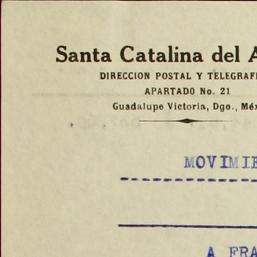 Santa Catalina del A
DIRECCION POSTAL Y TELEGRAFI
APARTADO No. 21
Guadalupe Victoria, Dgo., Méx
MOVIMIE
A FRA